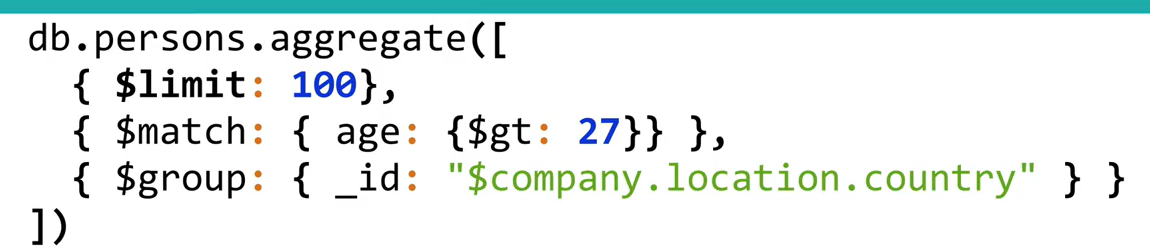 db.persons.aggregate([
{ $limit: 100},
{ $match: { age: {$gt: 27}} },
{ $group: { _id: "$company.location.country" } }
])